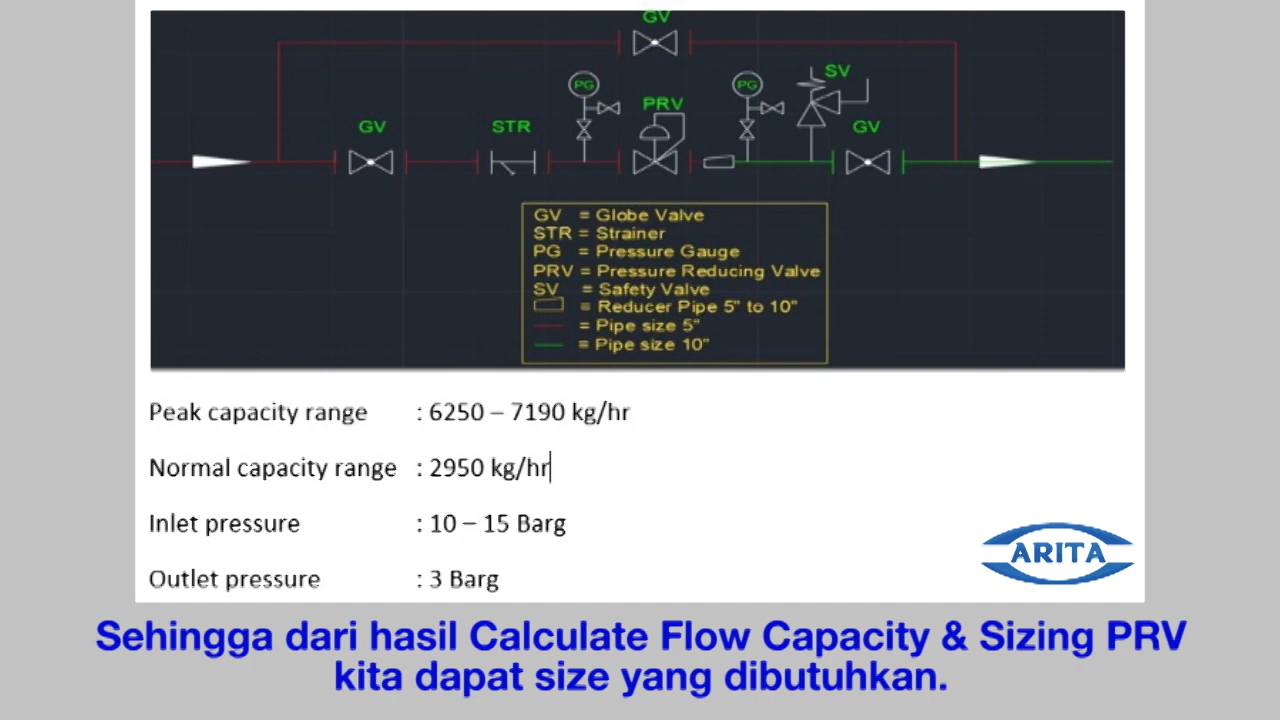 GV
PG
PG
SV
PRV
GV
STR
GV
GV = Globe Valve
STR = Strainer
PG = Pressure Gauge
PRV = Pressure Reducing Valve
SV = Safety Valve
= Reducer Pipe 5" to 10"
= Pipe size 5"
= Pipe size 10"
Peak capacity range : 6250 – 7190 kg/hr
Normal capacity range : 2950 kg/hr
Inlet pressure : 10 – 15 Barg
Outlet pressure : 3 Barg
ARITA
Sehingga dari hasil Calculate Flow Capacity & Sizing PRV
kita dapat size yang dibutuhkan.